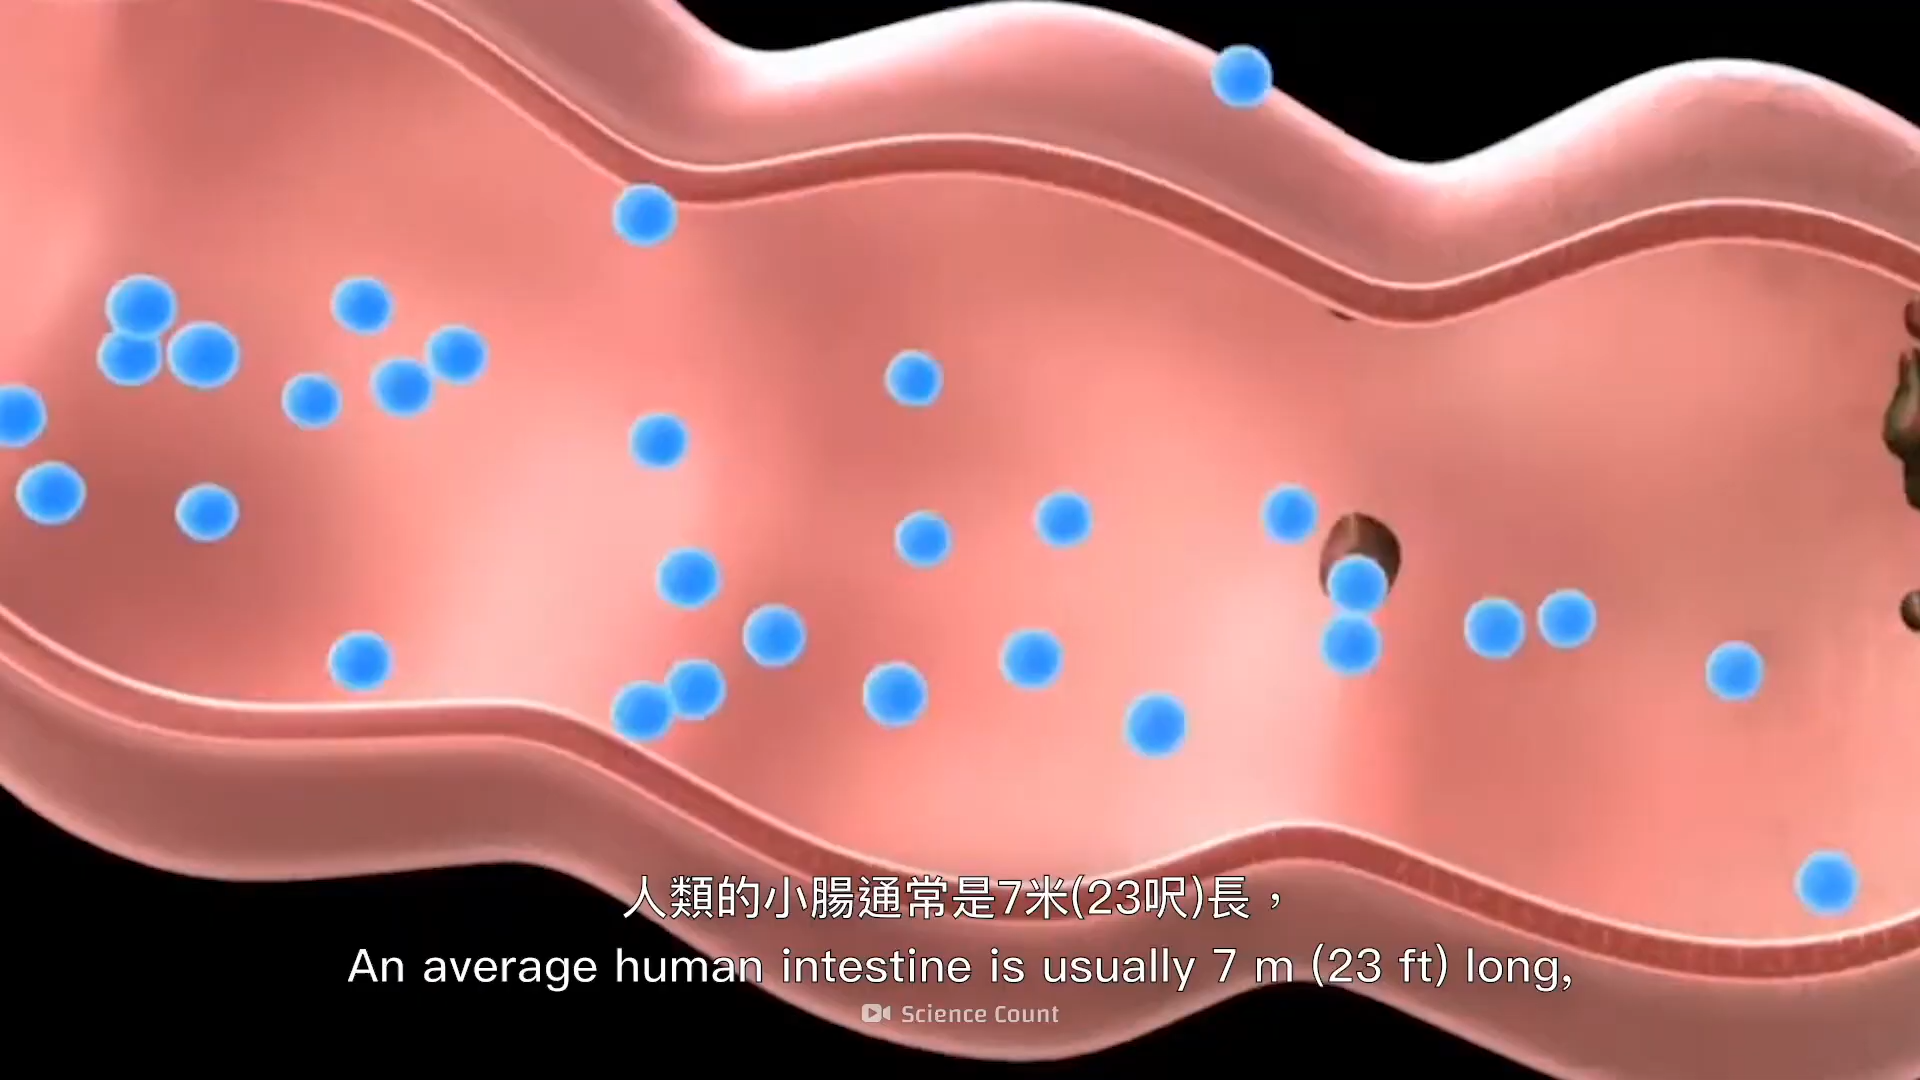 人類的小腸通常是7米(23呎)長，
An average human intestine is usually 7 m (23 ft) long,
Science Count